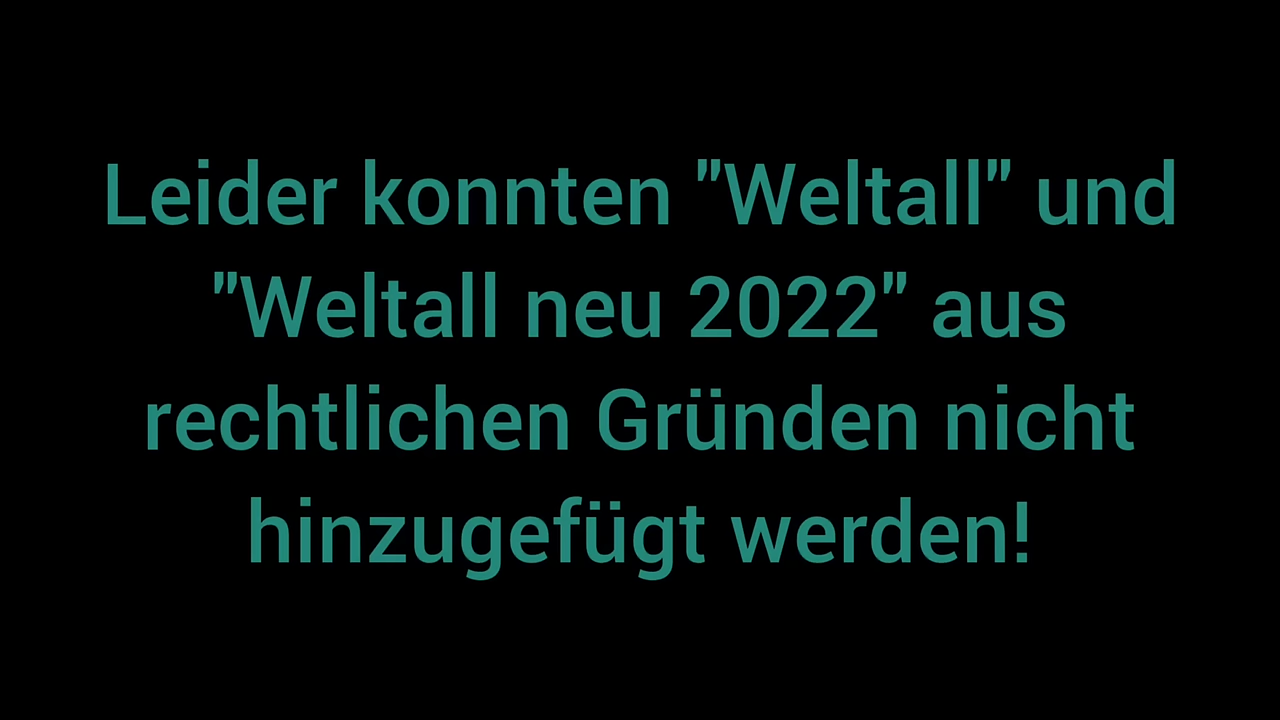 Leider konnten "Weltall" und
"Weltall neu 2022" aus
rechtlichen Gründen nicht
hinzugefügt werden!